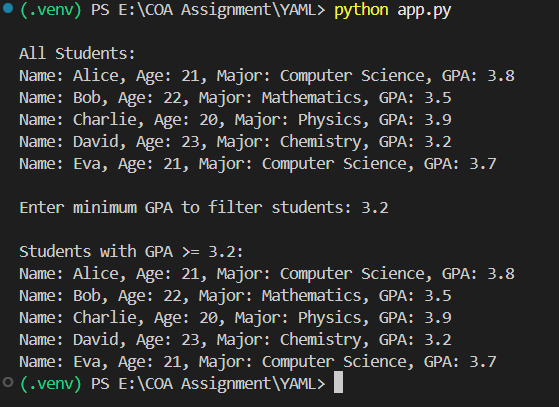 (.venv) PS E:\COA Assignment\YAML> python app.py
All Students:
Name: Alice, Age: 21, Major: Computer Science, GPA: 3.8
Name: Bob, Age: 22, Major: Mathematics, GPA: 3.5
Name: Charlie, Age: 20, Major: Physics, GPA: 3.9
Name: David, Age: 23, Major: Chemistry, GPA: 3.2
Name: Eva, Age: 21, Major: Computer Science, GPA: 3.7
Enter minimum GPA to filter students: 3.2
Students with GPA >= 3.2:
Name: Alice, Age: 21, Major: Computer Science, GPA: 3.8
Name: Bob, Age: 22, Major: Mathematics, GPA: 3.5
Name: Charlie, Age: 20, Major: Physics, GPA: 3.9
Name: David, Age: 23, Major: Chemistry, GPA: 3.2
Name: Eva, Age: 21, Major: Computer Science, GPA: 3.7
(.venv) PS E:\COA Assignment\YAML>